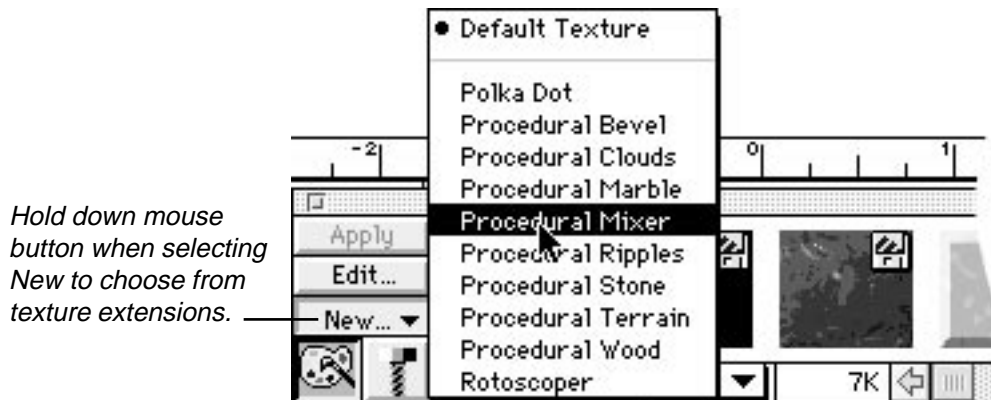 ● Default Texture
Polka Dot
Procedural Bevel
Procedural Clouds
Procedural Marble
Procedural Mixer
Procedural Ripples
Procedural Stone
Procedural Terrain
Procedural Wood
Rotoscoper
-2
0
1
Hold down mouse
button when selecting
New to choose from
texture extensions.
Apply
Edit...
New...
7K